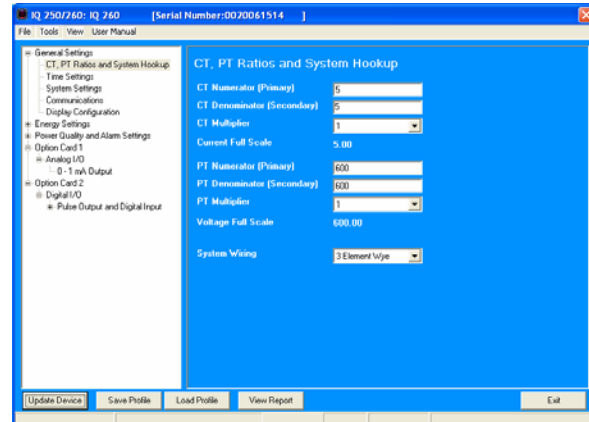 IQ 250/260: IQ 260 [Serial Number:0020061514 ]
File Tools View User Manual
General Settings
CT, PT Ratios and System Hookup
Time Settings
System Settings
Communications
Display Configuration
Energy Settings
Power Quality and Alarm Settings
Option Card 1
Analog I/O
0 - 1 mA Output
Option Card 2
Digital I/O
Pulse Output and Digital Input
CT, PT Ratios and System Hookup
CT Numerator (Primary) 5
CT Denominator (Secondary) 5
CT Multiplier 1
Current Full Scale 5.00
PT Numerator (Primary) 600
PT Denominator (Secondary) 600
PT Multiplier 1
Voltage Full Scale 600.00
System Wiring 3 Element Wye
Update Device Save Profile Load Profile View Report Exit